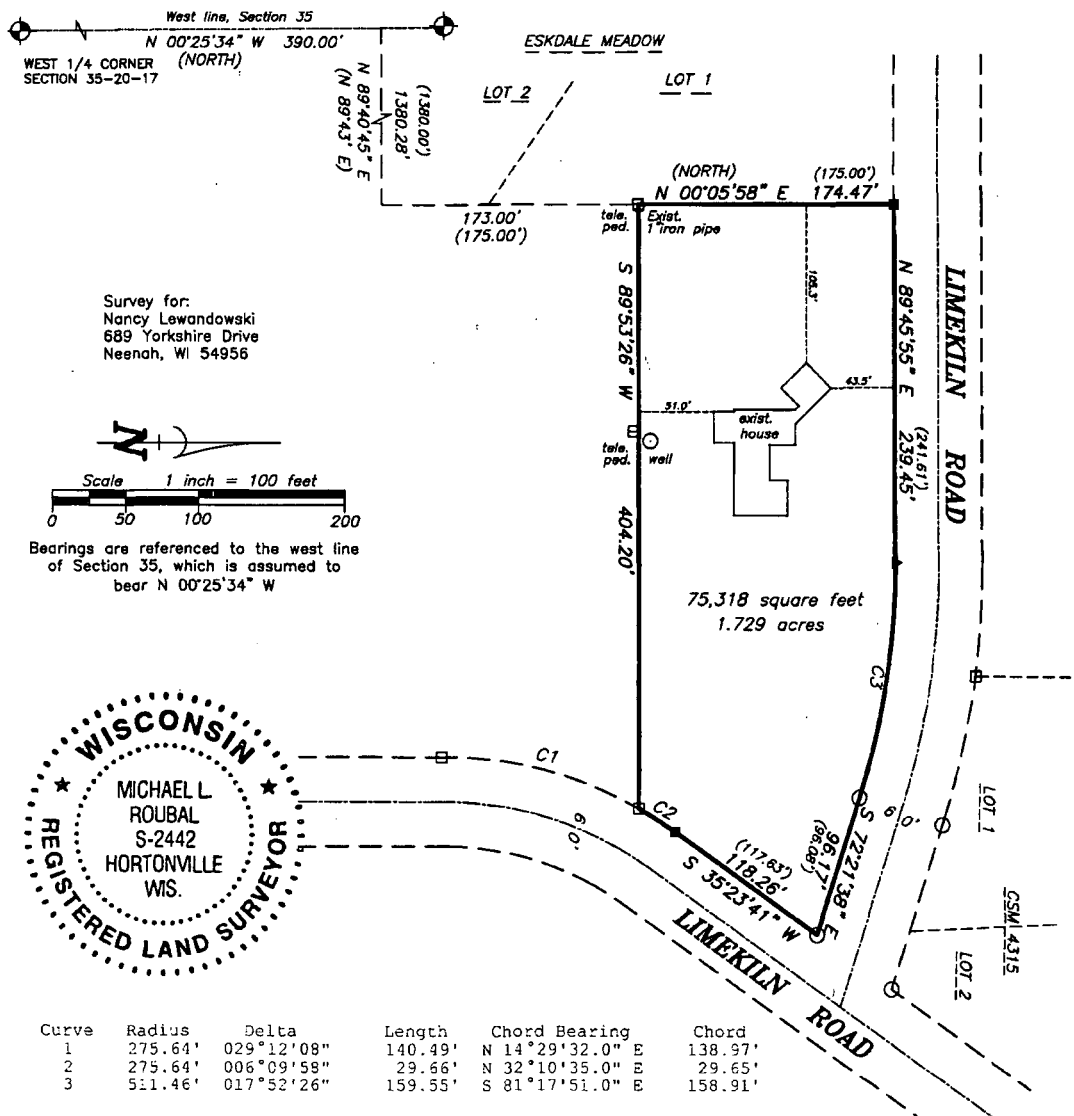 West line, Section 35
N 00°25'34" W 390.00'
(NORTH)
WEST 1/4 CORNER
SECTION 35-20-17
ESKDALE MEADOW
LOT 2
LOT 1
(1380.00')
1380.28'
N 89°40'45" E
(N 89°43' E)
(NORTH) (175.00')
N 00°05'58" E 174.47'
173.00'
(175.00')
tele.
ped.
Exist.
1" iron pipe
S 89°53'26" W
404.20'
N 89°45'55" E
(241.61')
239.45'
LIMEKILN ROAD
106.3'
43.5'
51.0'
exist.
house
tele.
ped.
well
Survey for:
Nancy Lewandowski
689 Yorkshire Drive
Neenah, WI 54956
N
Scale 1 inch = 100 feet
0 50 100 200
Bearings are referenced to the west line
of Section 35, which is assumed to
bear N 00°25'34" W
75,318 square feet
1.729 acres
C3
C1
C2
60'
60'
S 72°21'38" E
96.17'
(96.08')
(117.63')
118.26'
S 35°23'41" W
LIMEKILN ROAD
LOT 1
CSM 4315
LOT 2
WISCONSIN
REGISTERED LAND SURVEYOR
MICHAEL L.
ROUBAL
S-2442
HORTONVILLE
WIS.
Curve Radius Delta Length Chord Bearing Chord
1 275.64' 029°12'08" 140.49' N 14°29'32.0" E 138.97'
2 275.64' 006°09'58" 29.66' N 32°10'35.0" E 29.65'
3 511.46' 017°52'26" 159.55' S 81°17'51.0" E 158.91'